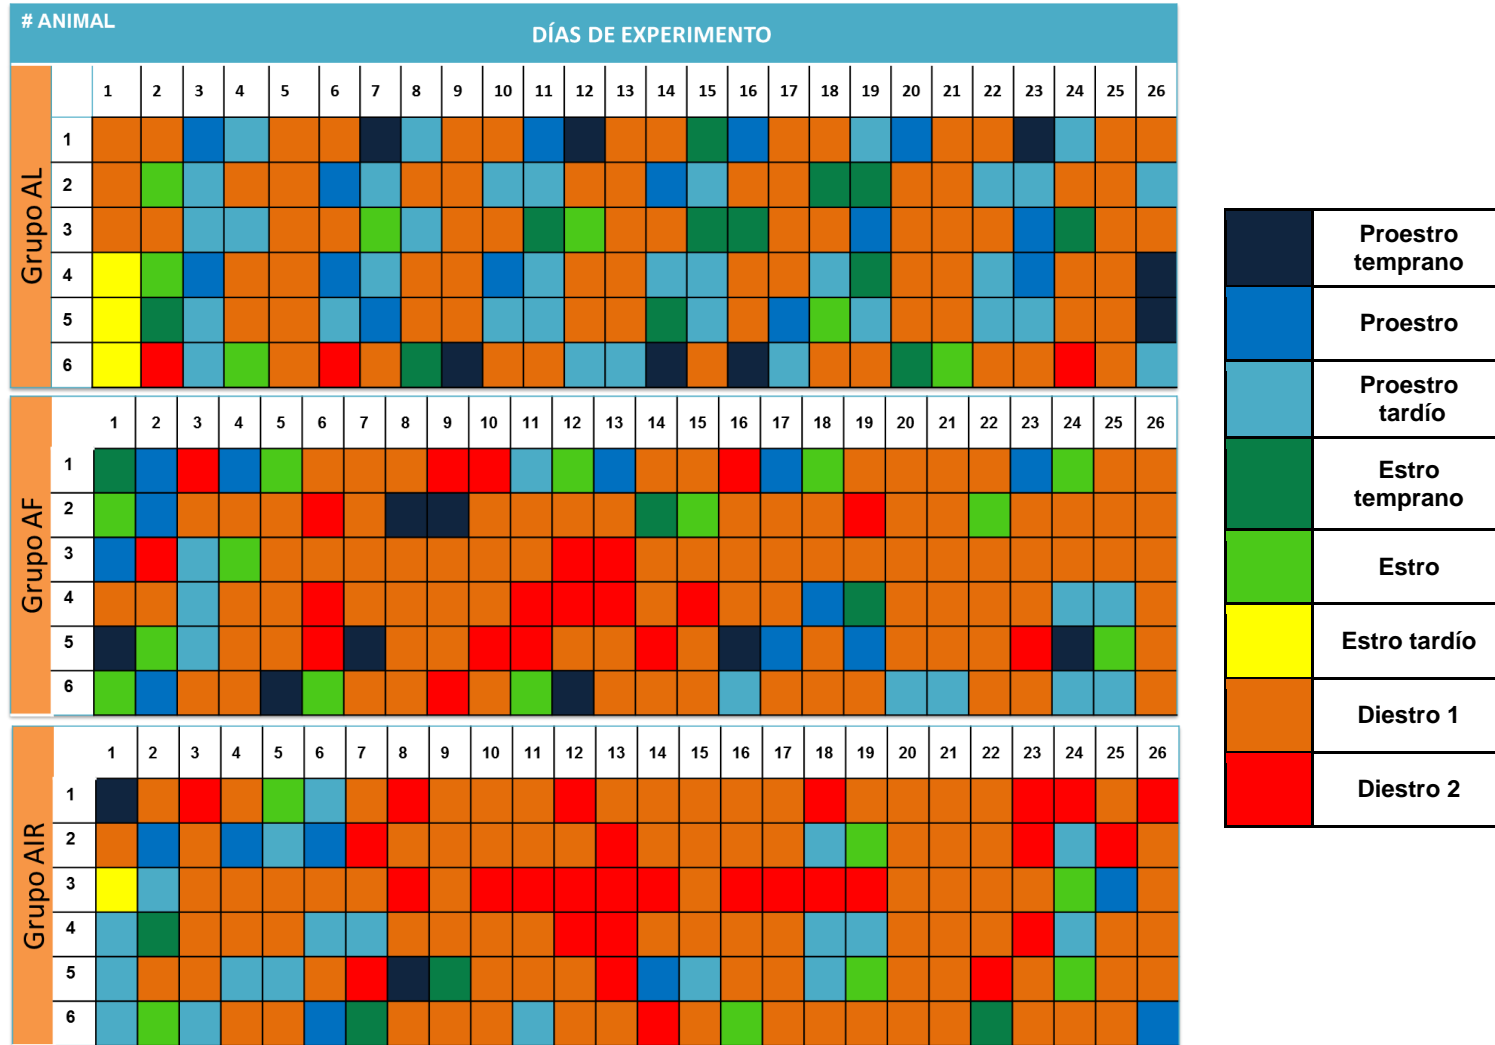 # ANIMAL
DÍAS DE EXPERIMENTO
1 2 3 4 5 6 7 8 9 10 11 12 13 14 15 16 17 18 19 20 21 22 23 24 25 26
Grupo AL
1
2
3
4
5
6
1 2 3 4 5 6 7 8 9 10 11 12 13 14 15 16 17 18 19 20 21 22 23 24 25 26
Grupo AF
1
2
3
4
5
6
1 2 3 4 5 6 7 8 9 10 11 12 13 14 15 16 17 18 19 20 21 22 23 24 25 26
Grupo AIR
1
2
3
4
5
6
Proestro
temprano
Proestro
Proestro
tardío
Estro
temprano
Estro
Estro tardío
Diestro 1
Diestro 2